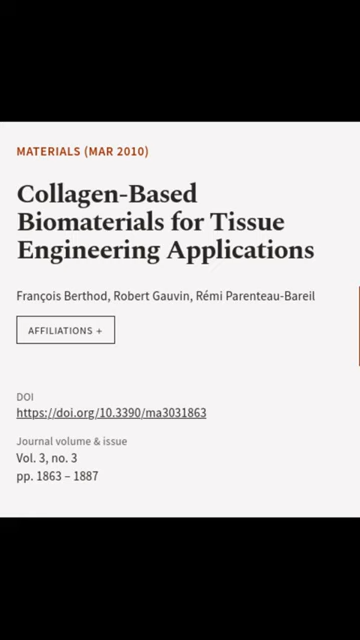 MATERIALS (MAR 2010)
Collagen-Based
Biomaterials for Tissue
Engineering Applications
François Berthod, Robert Gauvin, Rémi Parenteau-Bareil
AFFILIATIONS +
DOI
https://doi.org/10.3390/ma3031863
Journal volume & issue
Vol. 3, no. 3
pp. 1863 – 1887